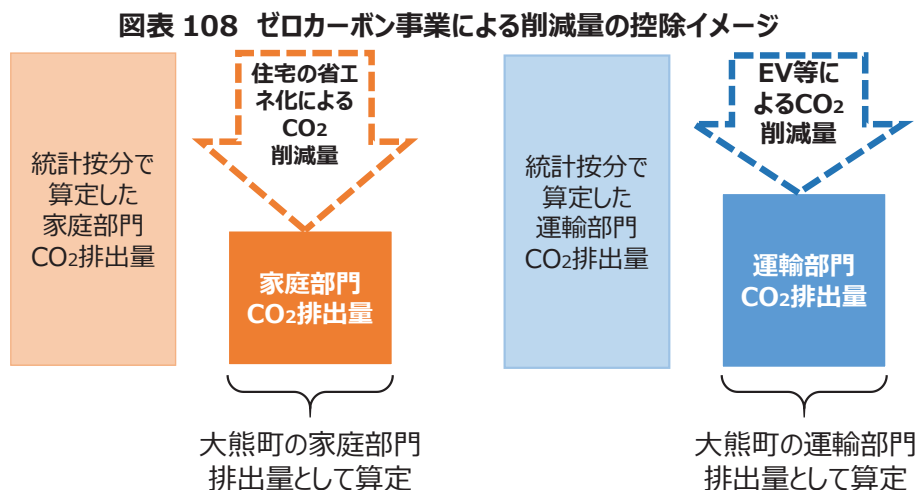 図表 108 ゼロカーボン事業による削減量の控除イメージ
統計按分で
算定した
家庭部門
CO2排出量
住宅の省エ
ネ化による
CO2
削減量
家庭部門
CO2排出量
大熊町の家庭部門
排出量として算定
統計按分で
算定した
運輸部門
CO2排出量
EV等に
よるCO2
削減量
運輸部門
CO2排出量
大熊町の運輸部門
排出量として算定